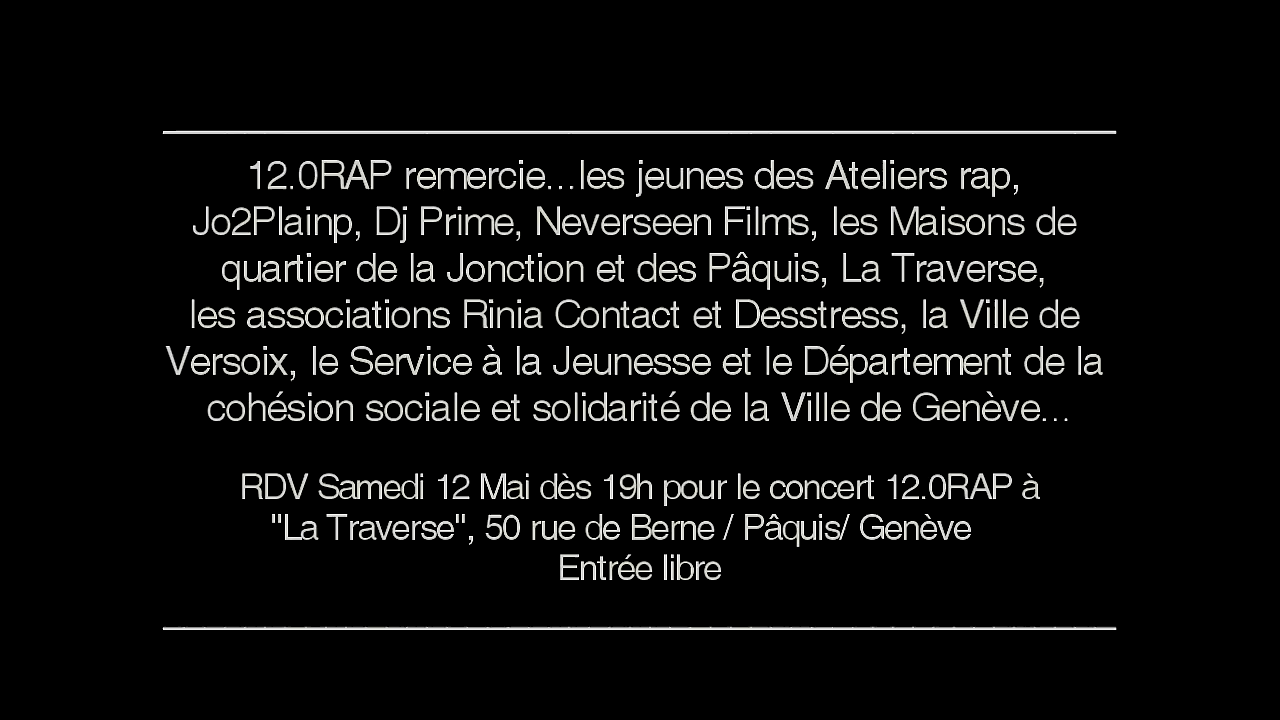 12.0RAP remercie...les jeunes des Ateliers rap,
Jo2Plainp, Dj Prime, Neverseen Films, les Maisons de
quartier de la Jonction et des Pâquis, La Traverse,
les associations Rinia Contact et Desstress, la Ville de
Versoix, le Service à la Jeunesse et le Département de la
cohésion sociale et solidarité de la Ville de Genève...
RDV Samedi 12 Mai dès 19h pour le concert 12.0RAP à
"La Traverse", 50 rue de Berne / Pâquis/ Genève
Entrée libre